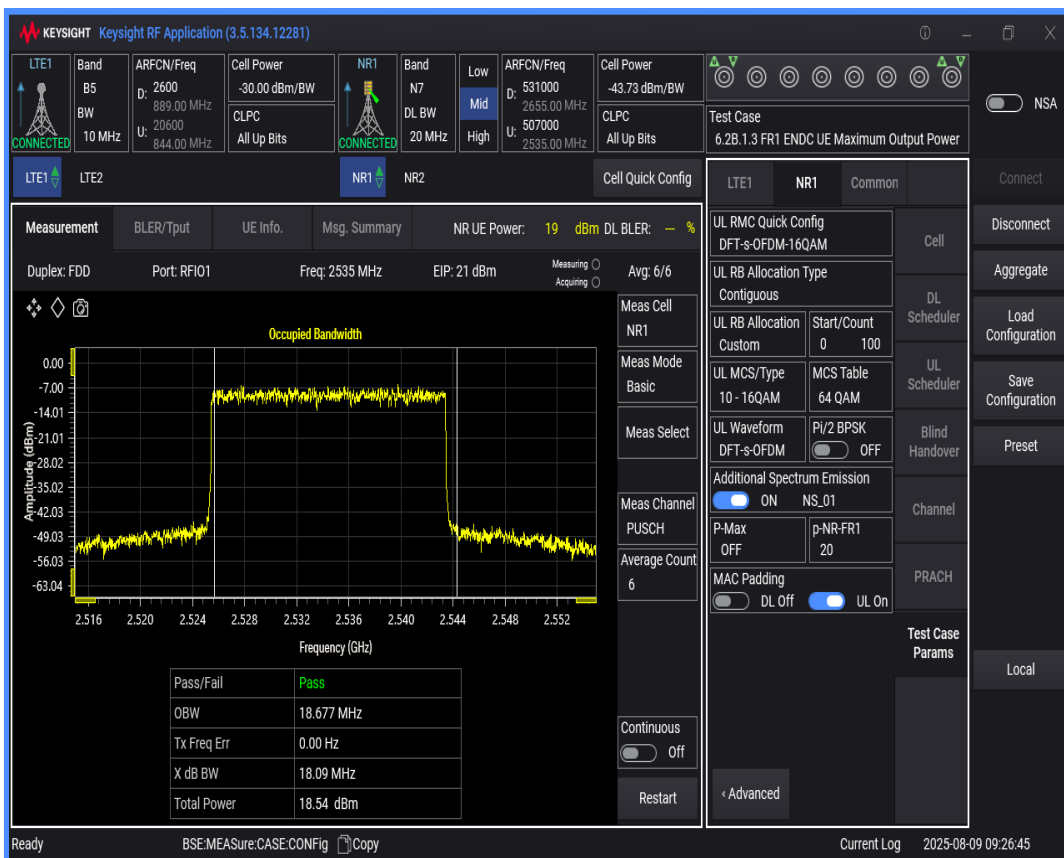 KEYSIGHT Keysight RF Application (3.5.134.12281)
LTE1 Band ARFCN/Freq Cell Power NR1 Band Low ARFCN/Freq Cell Power
B5 D: 2600 -30.00 dBm/BW N7 Mid D: 531000 -43.73 dBm/BW
889.00 MHz 2655.00 MHz
BW U: 20600 CLPC DL BW High U: 507000 CLPC
CONNECTED 10 MHz 844.00 MHz All Up Bits CONNECTED 20 MHz 2535.00 MHz All Up Bits
Test Case
6.2B.1.3 FR1 ENDC UE Maximum Output Power
NSA
LTE1 LTE2 NR1 NR2 Cell Quick Config
Measurement BLER/Tput UE Info. Msg. Summary NR UE Power: 19 dBm DL BLER: -- %
Duplex: FDD Port: RFIO1 Freq: 2535 MHz EIP: 21 dBm Measuring Avg: 6/6
Acquiring
Occupied Bandwidth
Amplitude (dBm)
0.00
-7.00
-14.01
-21.01
-28.02
-35.02
-42.03
-49.03
-56.03
-63.04
2.516 2.520 2.524 2.528 2.532 2.536 2.540 2.544 2.548 2.552
Frequency (GHz)
Pass/Fail Pass
OBW 18.677 MHz
Tx Freq Err 0.00 Hz
X dB BW 18.09 MHz
Total Power 18.54 dBm
Meas Cell
NR1
Meas Mode
Basic
Meas Select
Meas Channel
PUSCH
Average Count
6
Continuous
Off
Restart
LTE1 NR1 Common
UL RMC Quick Config
DFT-s-OFDM-16QAM
UL RB Allocation Type
Contiguous
UL RB Allocation Start/Count
Custom 0 100
UL MCS/Type MCS Table
10 - 16QAM 64 QAM
UL Waveform Pi/2 BPSK
DFT-s-OFDM OFF
Additional Spectrum Emission
ON NS_01
P-Max p-NR-FR1
OFF 20
MAC Padding
DL Off UL On
‹ Advanced
Cell
DL
Scheduler
UL
Scheduler
Blind
Handover
Channel
PRACH
Test Case
Params
Connect
Disconnect
Aggregate
Load
Configuration
Save
Configuration
Preset
Local
Ready BSE:MEASure:CASE:CONFig Copy Current Log 2025-08-09 09:26:45